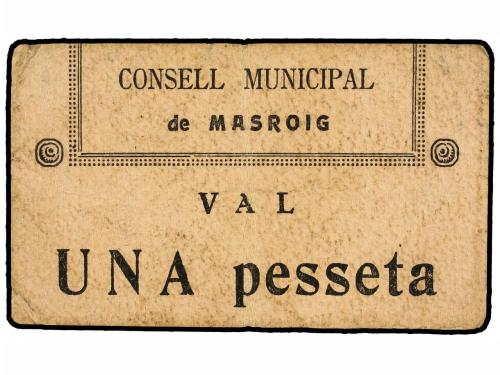 CONSELL MUNICIPAL
de MASROIG
VAL
UNA pesseta